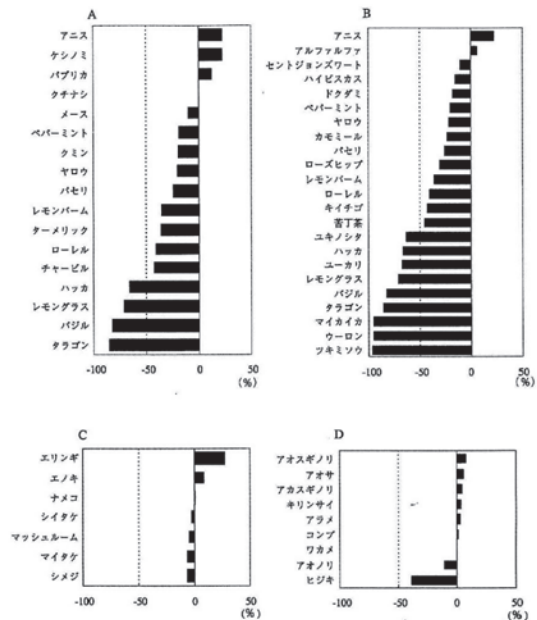 A
アニス
ケシノミ
パプリカ
クチナシ
メース
ペパーミント
クミン
ヤロウ
パセリ
レモンバーム
ターメリック
ローレル
チャービル
ハッカ
レモングラス
バジル
タラゴン
-100 -50 0 50
(%)
B
アニス
アルファルファ
セントジョンズワート
ハイビスカス
ドクダミ
ペパーミント
ヤロウ
カモミール
パセリ
ローズヒップ
レモンバーム
ローレル
キイチゴ
苦丁茶
ユキノシタ
ハッカ
ユーカリ
レモングラス
バジル
タラゴン
マイカイカ
ウーロン
ツキミソウ
-100 -50 0 50
(%)
C
エリンギ
エノキ
ナメコ
シイタケ
マッシュルーム
マイタケ
シメジ
-100 -50 0 50
(%)
D
アオスギノリ
アオサ
アカスギノリ
キリンサイ
アラメ
コンブ
ワカメ
アオノリ
ヒジキ
-100 -50 0 50
(%)